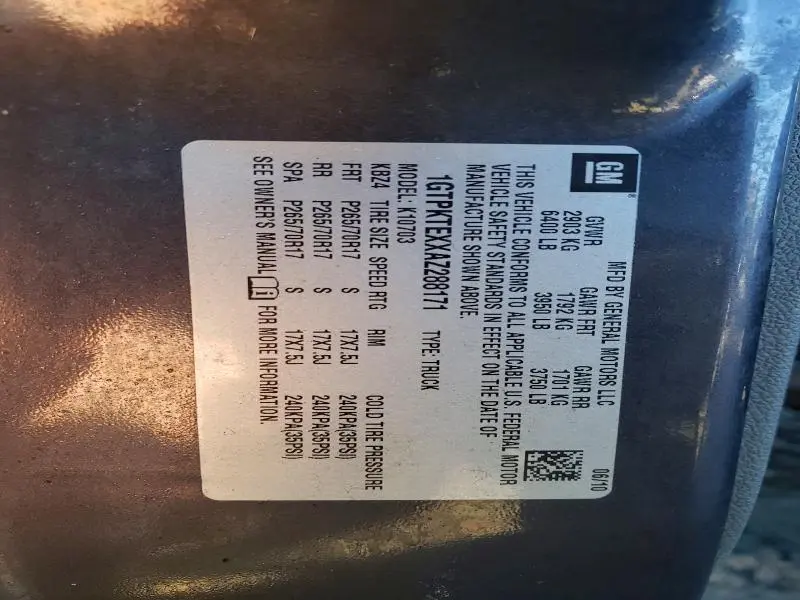 GM
MFD BY GENERAL MOTORS LLC 06/10
GVWR GAWR FRT GAWR RR
2903 KG 1792 KG 1701 KG
6400 LB 3950 LB 3750 LB
THIS VEHICLE CONFORMS TO ALL APPLICABLE U.S. FEDERAL MOTOR
VEHICLE SAFETY STANDARDS IN EFFECT ON THE DATE OF
MANUFACTURE SHOWN ABOVE.
1GTPKTEXXAZ288171 TYPE: TRUCK
MODEL: K10703
K8Z4 TIRE SIZE SPEED RTG RIM COLD TIRE PRESSURE
FRT P265/70R17 S 17X7.5J 240KPA(35PSI)
RR P265/70R17 S 17X7.5J 240KPA(35PSI)
SPA P265/70R17 S 17X7.5J 240KPA(35PSI)
SEE OWNER'S MANUAL FOR MORE INFORMATION.